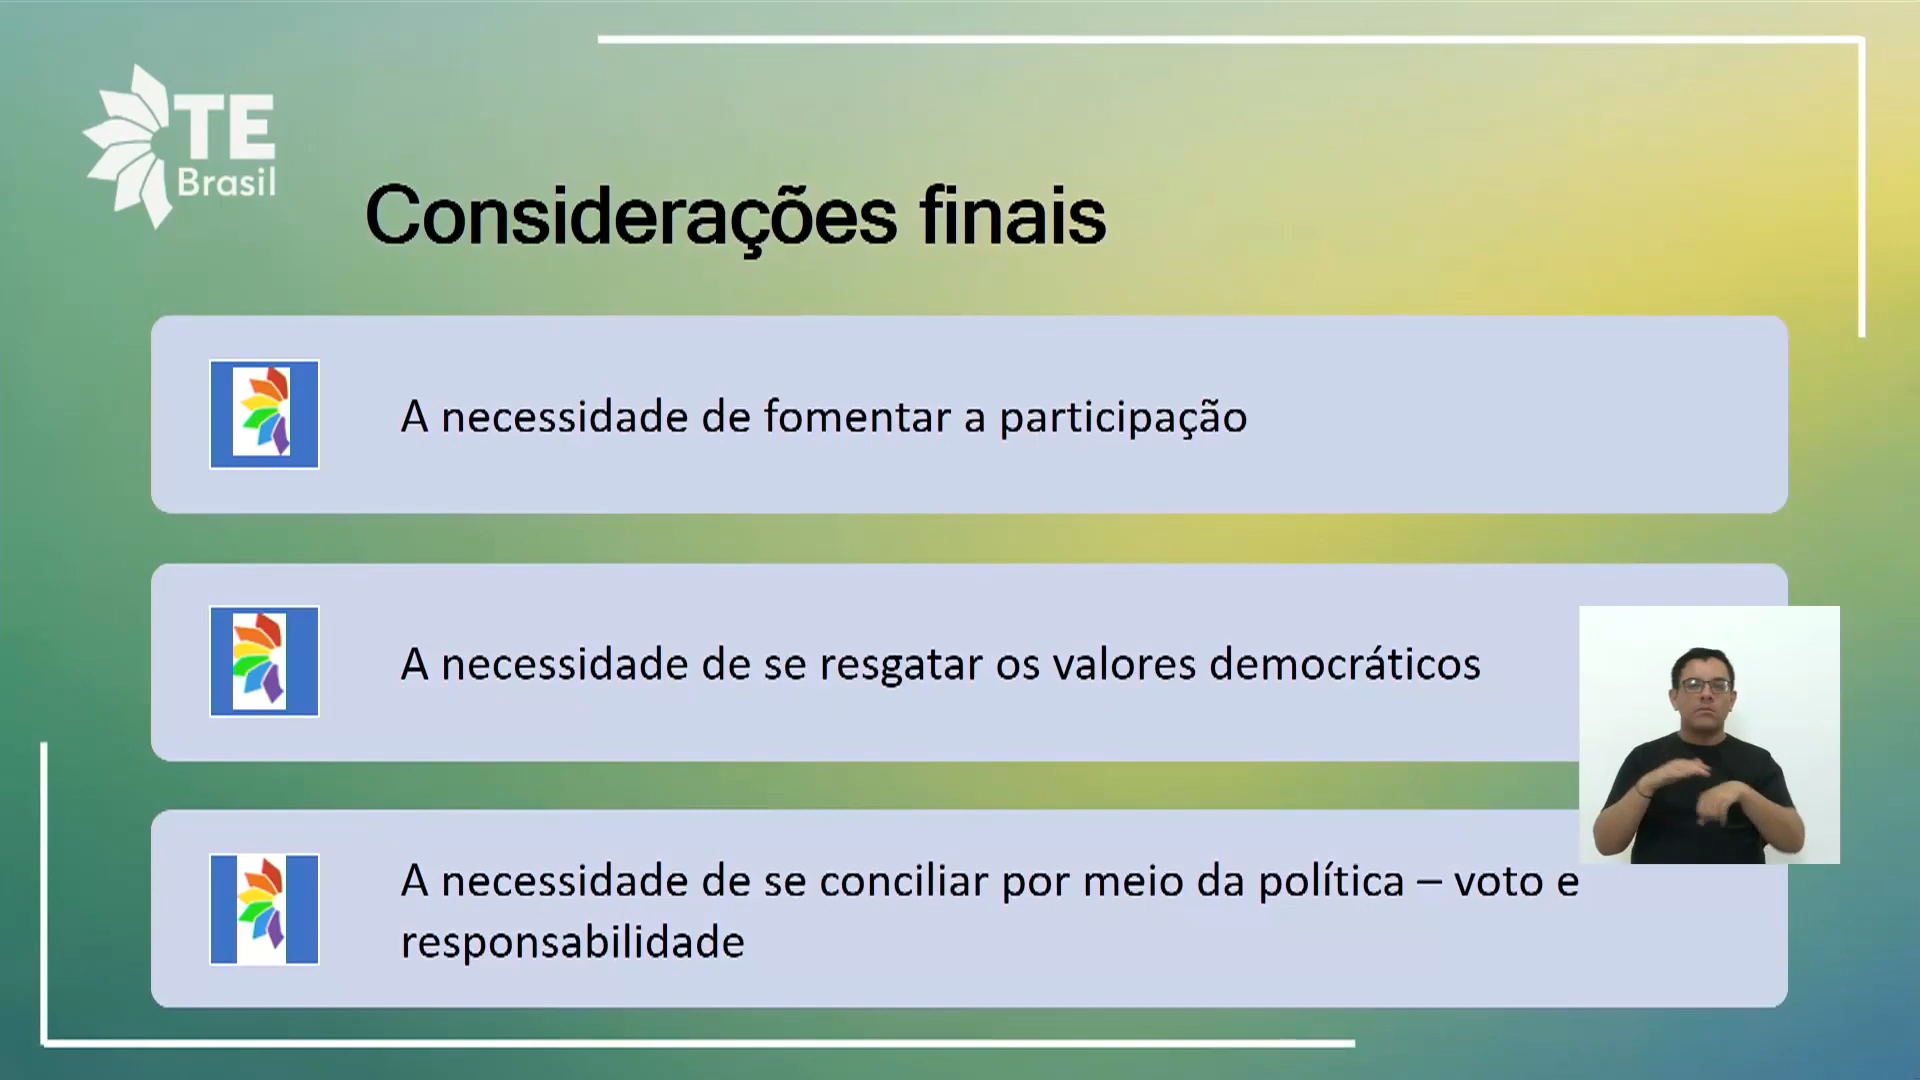 TE
Brasil
Considerações finais
A necessidade de fomentar a participação
A necessidade de se resgatar os valores democráticos
A necessidade de se conciliar por meio da política – voto e
responsabilidade